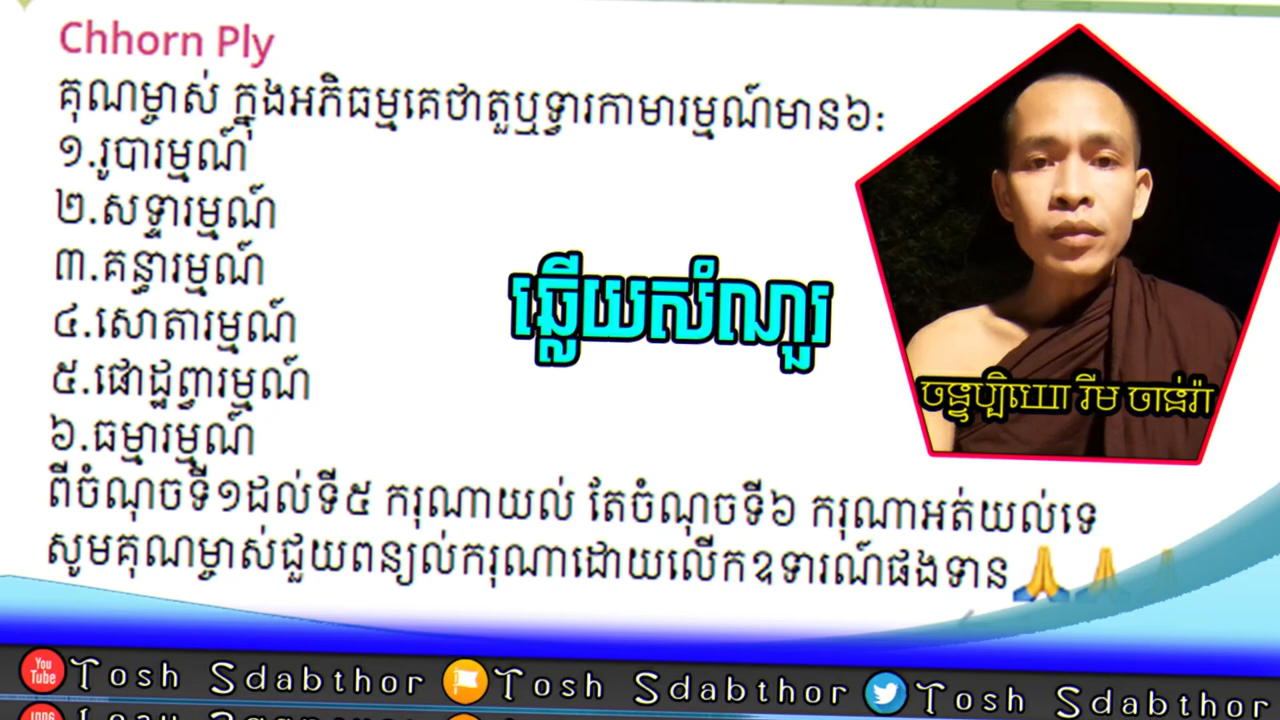 Chhorn Ply
គុណម្ចាស់ ក្នុងអភិធម្មគេថាតួឬទ្វារកាមារម្មណ៍មាន៦:
១.រូបារម្មណ៍
២.សទ្ទារម្មណ៍
៣.គន្ធារម្មណ៍
៤.សោតារម្មណ៍
៥.ផោដ្ឋព្វារម្មណ៍
៦.ធម្មារម្មណ៍
ពីចំណុចទី១ដល់ទី៥ ករុណាយល់ តែចំណុចទី៦ ករុណាអត់យល់ទេ
សូមគុណម្ចាស់ជួយពន្យល់ករុណាដោយលើកឧទារណ៍ផងទាន🙏🙏🙏
ឆ្លើយសំណួរ
ចន្ទប្បិយោ រឹម ចាន់រ៉ា
You Tube Tosh Sdabthor Tosh Sdabthor Tosh Sdabthor